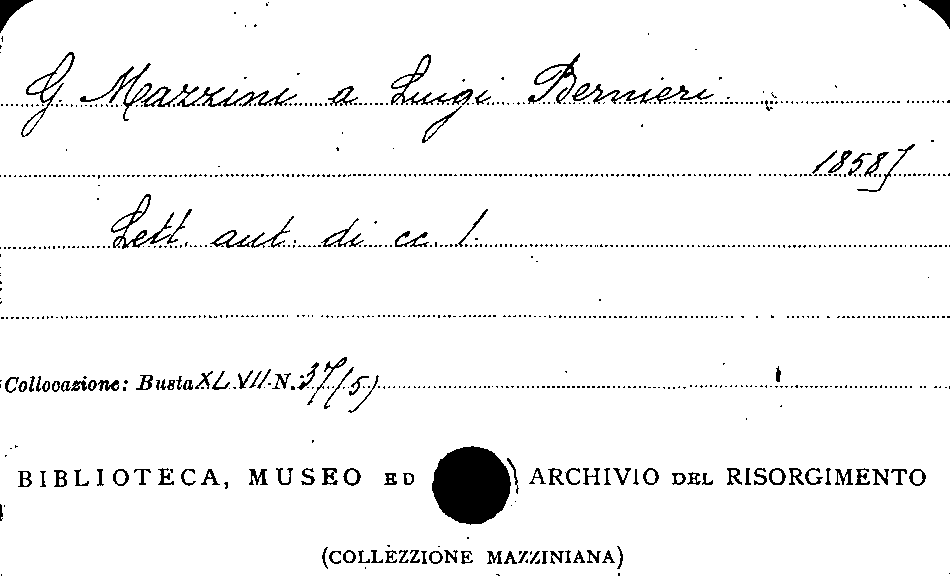 G. Mazzini a Luigi Bernieri.
1858]
Lett. aut. di cc. 1.
Collocazione: Busta XLVII N. 37/(5)
BIBLIOTECA, MUSEO ED ARCHIVIO DEL RISORGIMENTO
(COLLEZZIONE MAZZINIANA)